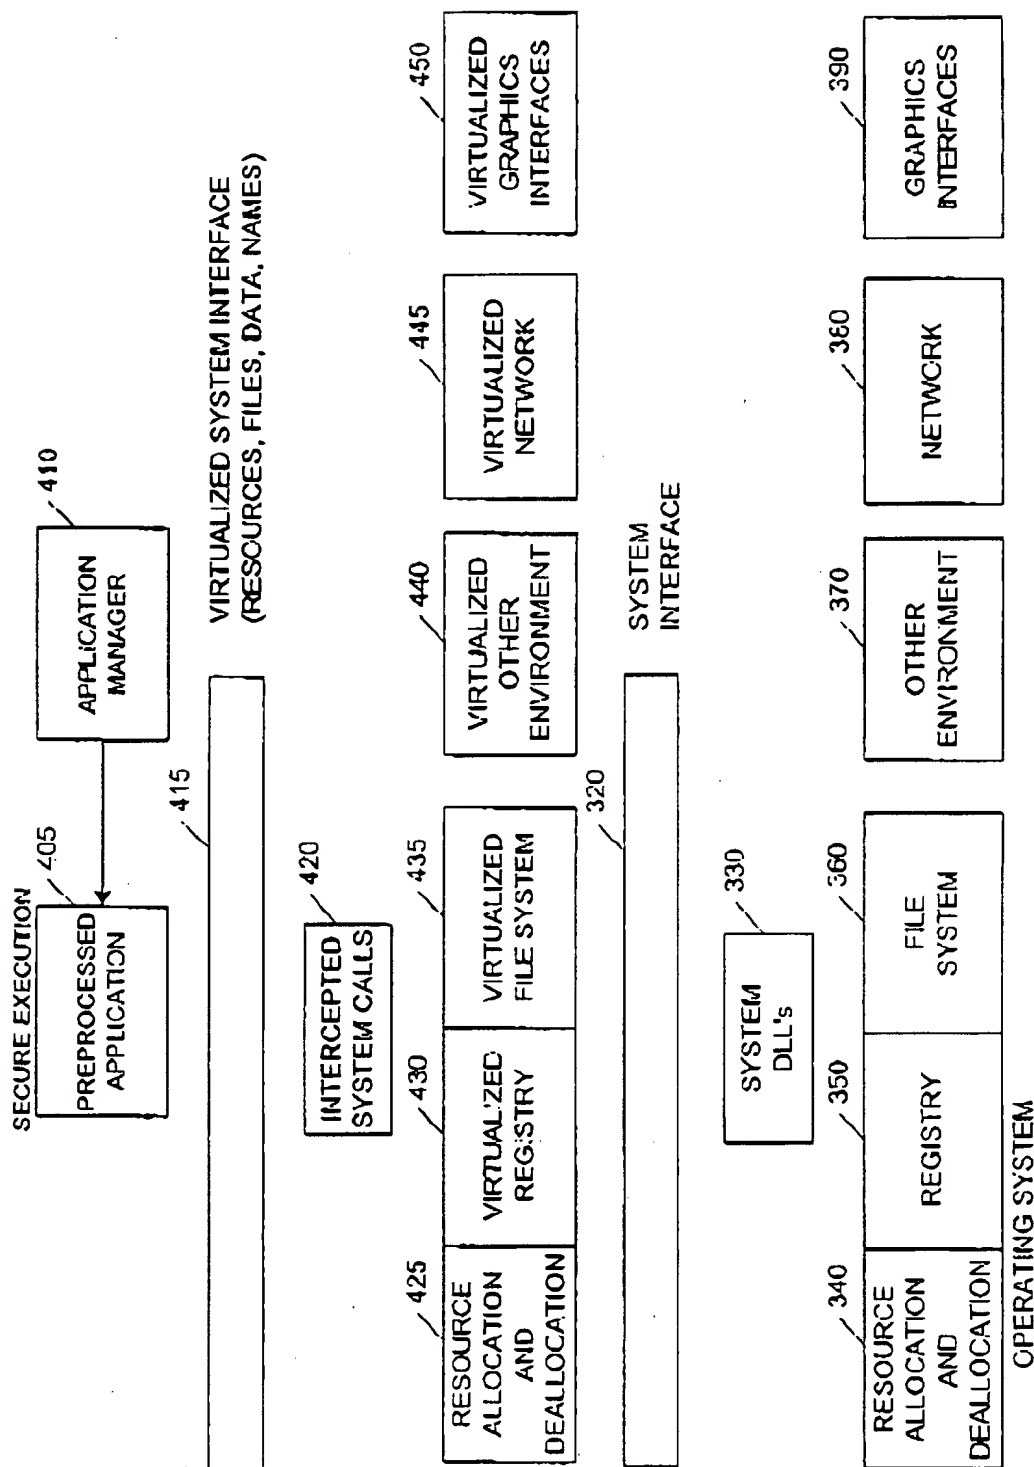 SECURE EXECUTION
405
PREPROCESSED
APPLICATION
410
APPLICATION
MANAGER
415
VIRTUALIZED SYSTEM INTERFACE
(RESOURCES, FILES, DATA, NAMES)
420
INTERCEPTED
SYSTEM CALLS
425
RESOURCE
ALLOCATION
AND
DEALLOCATION
430
VIRTUALIZED
REGISTRY
435
VIRTUALIZED
FILE SYSTEM
440
VIRTUALIZED
OTHER
ENVIRONMENT
445
VIRTUALIZED
NETWORK
450
VIRTUALIZED
GRAPHICS
INTERFACES
320
SYSTEM
INTERFACE
330
SYSTEM
DLL's
340
RESOURCE
ALLOCATION
AND
DEALLOCATION
350
REGISTRY
360
FILE
SYSTEM
370
OTHER
ENVIRONMENT
380
NETWORK
390
GRAPHICS
INTERFACES
OPERATING SYSTEM